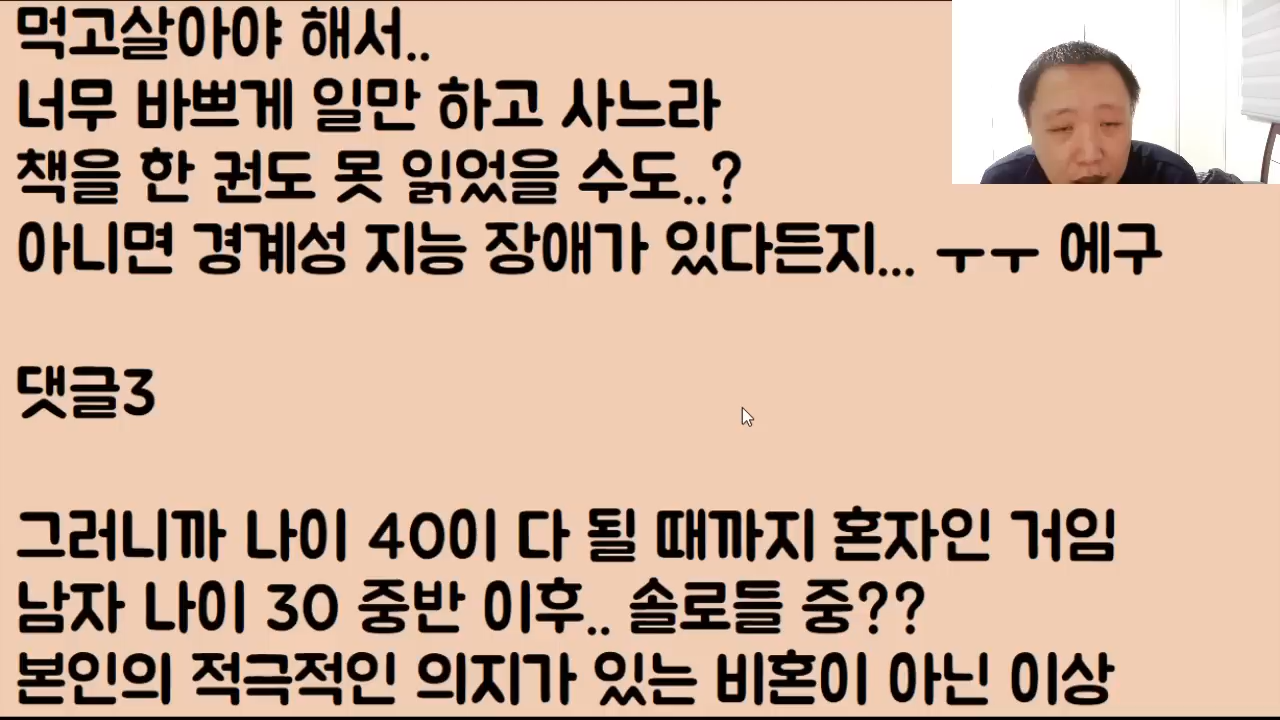 먹고살아야 해서..
너무 바쁘게 일만 하고 사느라
책을 한 권도 못 읽었을 수도..?
아니면 경계성 지능 장애가 있다든지... ㅜㅜ 에구
댓글3
그러니까 나이 40이 다 될 때까지 혼자인 거임
남자 나이 30 중반 이후.. 솔로들 중??
본인의 적극적인 의지가 있는 비혼이 아닌 이상